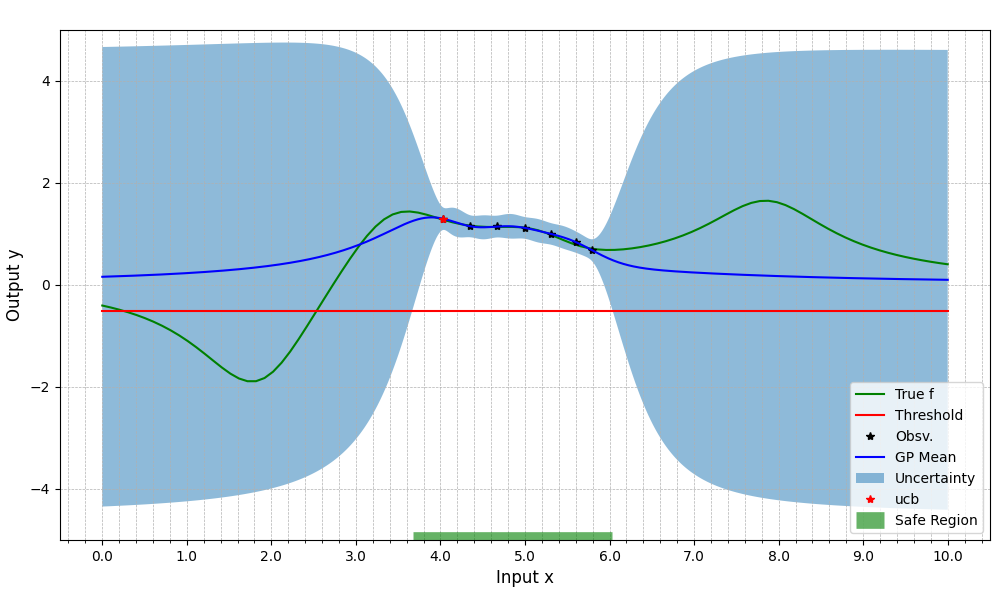 Output y
4
2
0
−2
−4
0.0 1.0 2.0 3.0 4.0 5.0 6.0 7.0 8.0 9.0 10.0
Input x
True f
Threshold
Obsv.
GP Mean
Uncertainty
ucb
Safe Region